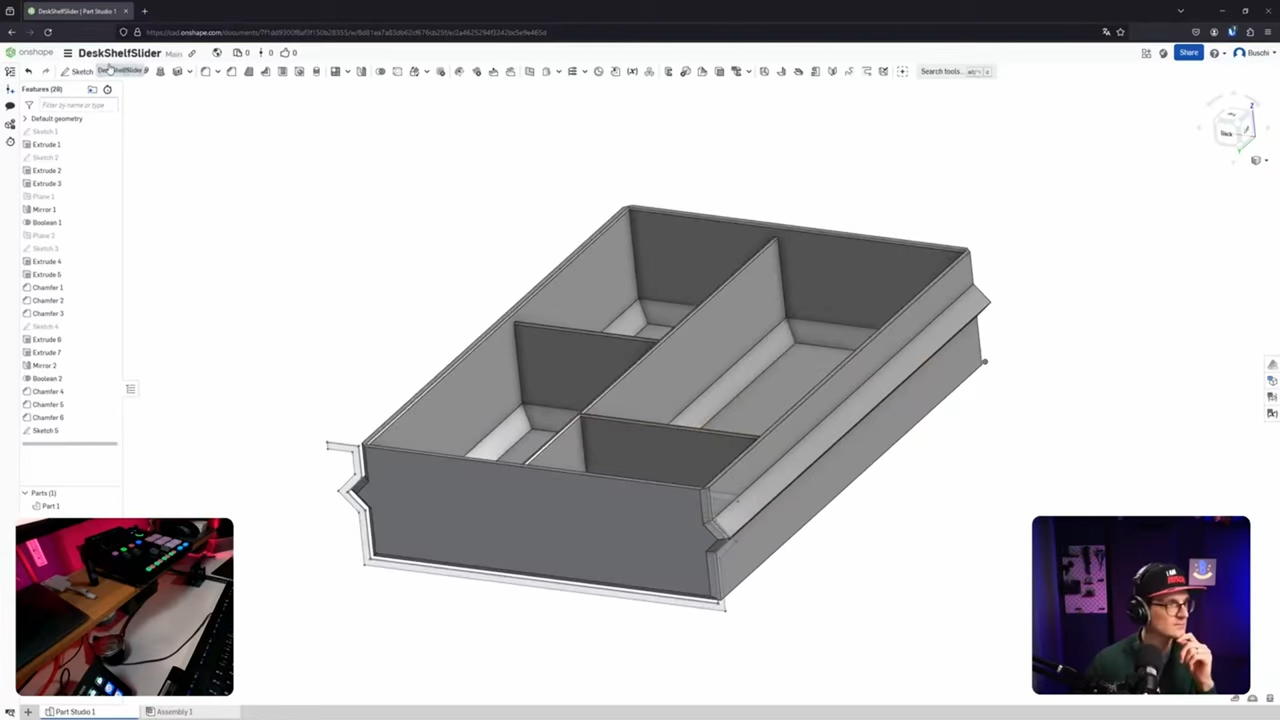 DeskShelfSlider | Part Studio 1
onshape
DeskShelfSlider
Main
0
0
0
Share
Buschi
Sketch
DeskShelfSlider
Search tools...
Features (28)
Filter by name or type
Default geometry
Sketch 1
Extrude 1
Sketch 2
Extrude 2
Extrude 3
Plane 1
Mirror 1
Boolean 1
Plane 2
Sketch 3
Extrude 4
Extrude 5
Chamfer 1
Chamfer 2
Chamfer 3
Sketch 4
Extrude 6
Extrude 7
Mirror 2
Boolean 2
Chamfer 4
Chamfer 5
Chamfer 6
Sketch 5
Parts (1)
Part 1
Z
Back
Part Studio 1
Assembly 1